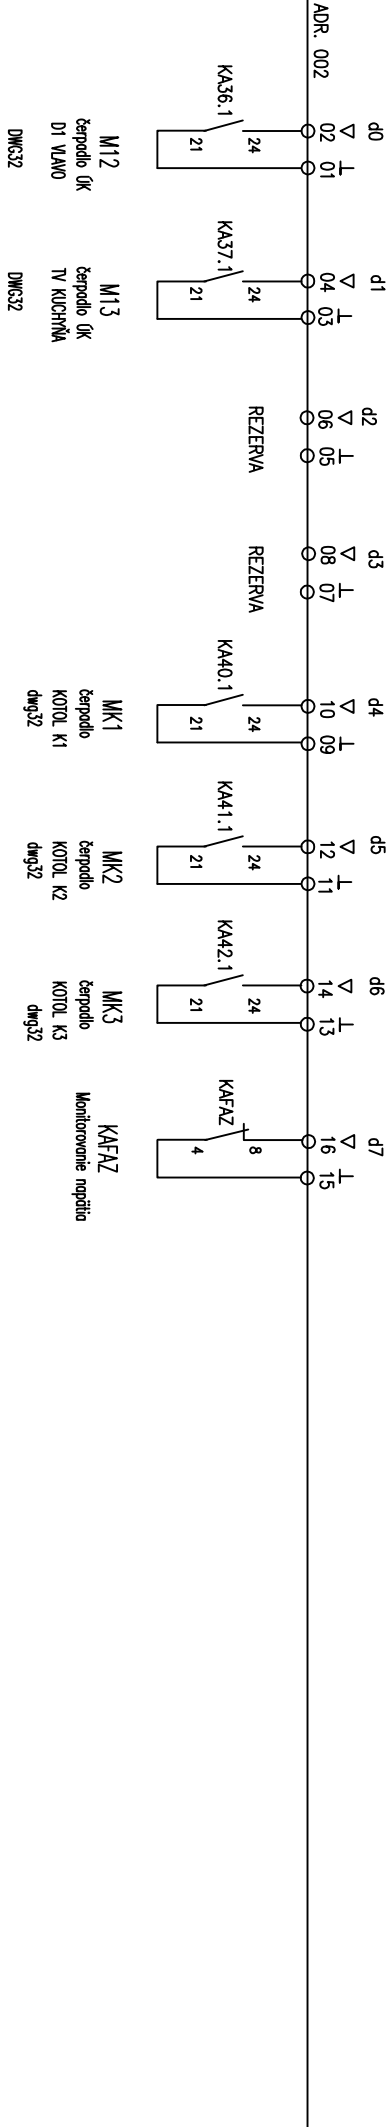 ADR. 002
d0
02 01
KA36.1
21 24
M12
čerpadlo ÚK
D1 VLAVO
DWG32
d1
04 03
KA37.1
21 24
M13
čerpadlo ÚK
TV KUCHYŇA
DWG32
d2
06 05
REZERVA
d3
08 07
REZERVA
d4
10 09
KA40.1
21 24
MK1
čerpadlo
KOTOL K1
dwg32
d5
12 11
KA41.1
21 24
MK2
čerpadlo
KOTOL K2
dwg32
d6
14 13
KA42.1
21 24
MK3
čerpadlo
KOTOL K3
dwg32
d7
16 15
KAFAZ
4 8
KAFAZ
Monitorovanie napätia